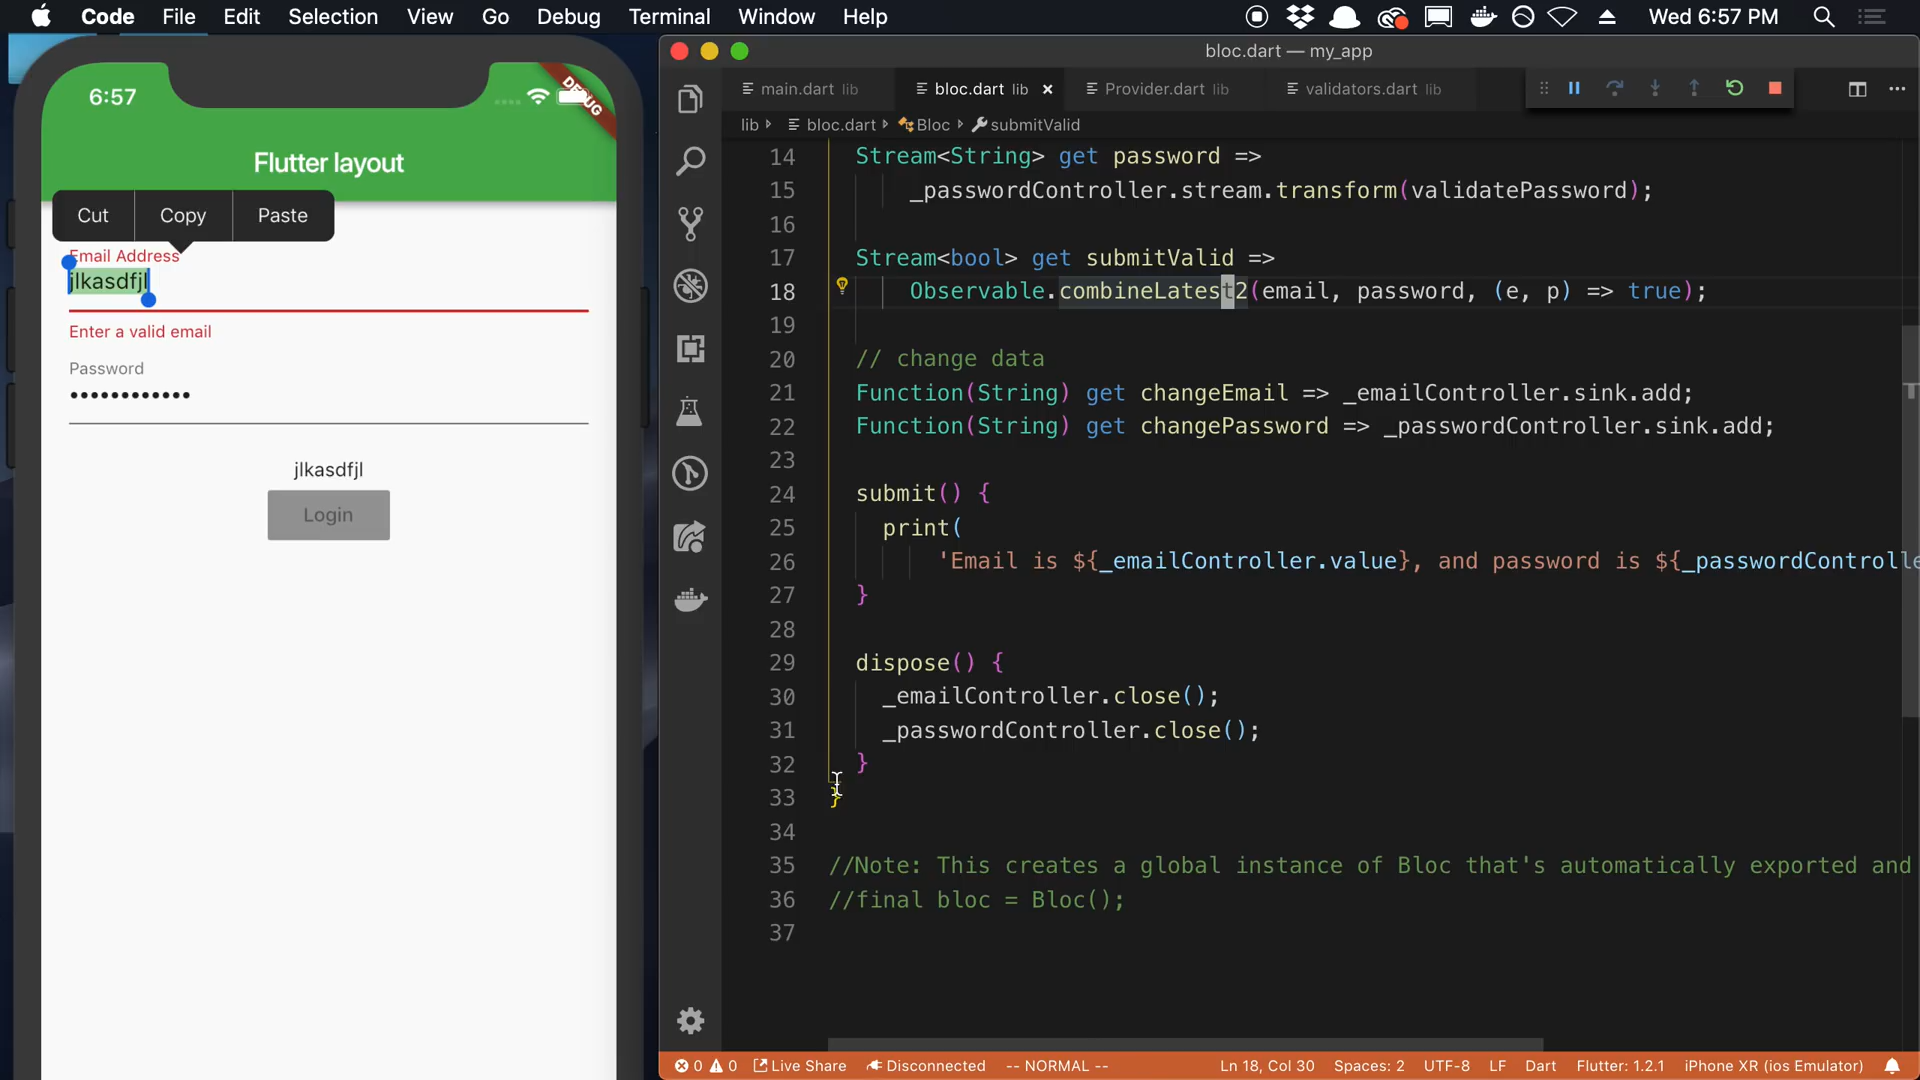 Code File Edit Selection View Go Debug Terminal Window Help
Wed 6:57 PM
6:57
DEBUG
Flutter layout
Cut Copy Paste
Email Address
jlkasdfjl
Enter a valid email
Password
••••••••••••
jlkasdfjl
Login
bloc.dart — my_app
main.dart lib
bloc.dart lib
Provider.dart lib
validators.dart lib
lib bloc.dart Bloc submitValid
14 Stream<String> get password =>
15 _passwordController.stream.transform(validatePassword);
16
17 Stream<bool> get submitValid =>
18 Observable.combineLatest2(email, password, (e, p) => true);
19
20 // change data
21 Function(String) get changeEmail => _emailController.sink.add;
22 Function(String) get changePassword => _passwordController.sink.add;
23
24 submit() {
25 print(
26 'Email is ${_emailController.value}, and password is ${_passwordControlle
27 }
28
29 dispose() {
30 _emailController.close();
31 _passwordController.close();
32 }
33 }
34
35 //Note: This creates a global instance of Bloc that's automatically exported and
36 //final bloc = Bloc();
37
0 0 Live Share Disconnected -- NORMAL -- Ln 18, Col 30 Spaces: 2 UTF-8 LF Dart Flutter: 1.2.1 iPhone XR (ios Emulator)